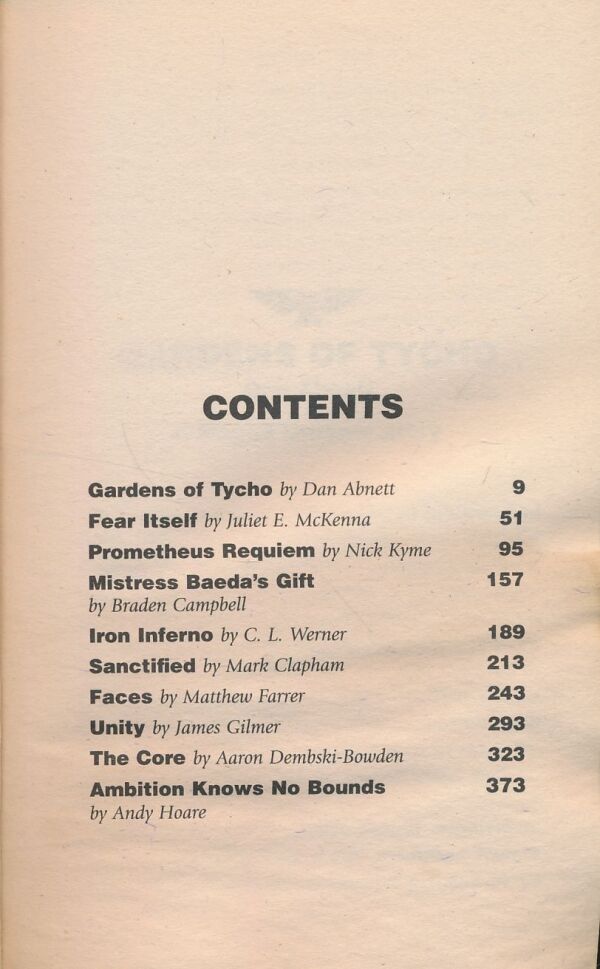 CONTENTS
Gardens of Tycho by Dan Abnett 9
Fear Itself by Juliet E. McKenna 51
Prometheus Requiem by Nick Kyme 95
Mistress Baeda's Gift 157
by Braden Campbell
Iron Inferno by C. L. Werner 189
Sanctified by Mark Clapham 213
Faces by Matthew Farrer 243
Unity by James Gilmer 293
The Core by Aaron Dembski-Bowden 323
Ambition Knows No Bounds 373
by Andy Hoare